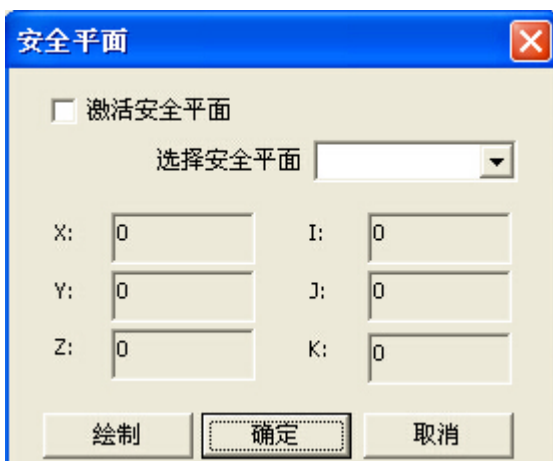 安全平面
激活安全平面
选择安全平面
X: 0 I: 0
Y: 0 J: 0
Z: 0 K: 0
绘制 确定 取消